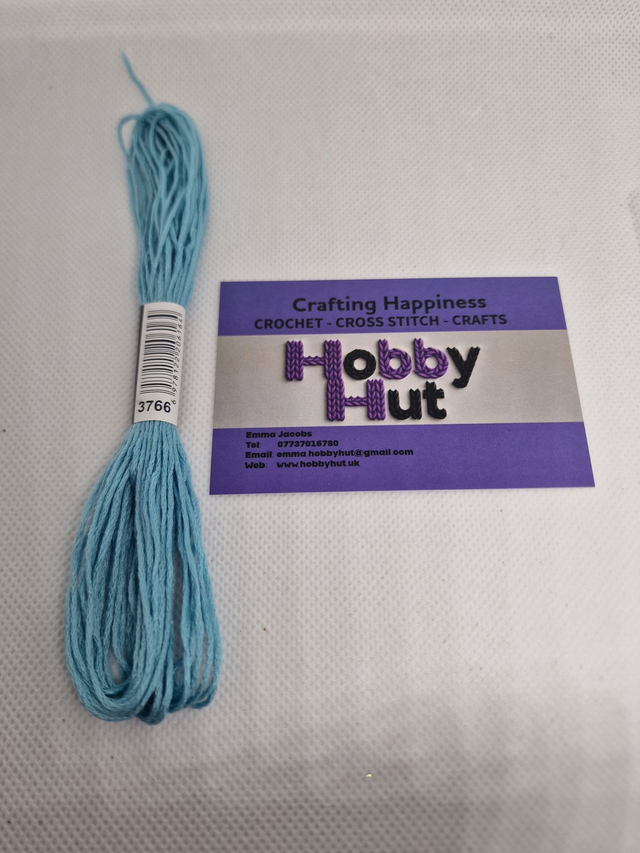 3766
Crafting Happiness
CROCHET - CROSS STITCH - CRAFTS
Hobby
Hut
Emma Jacobs
Tel: 07737016780
Email: emma.hobbyhut@gmail.com
Web: www.hobbyhut.uk